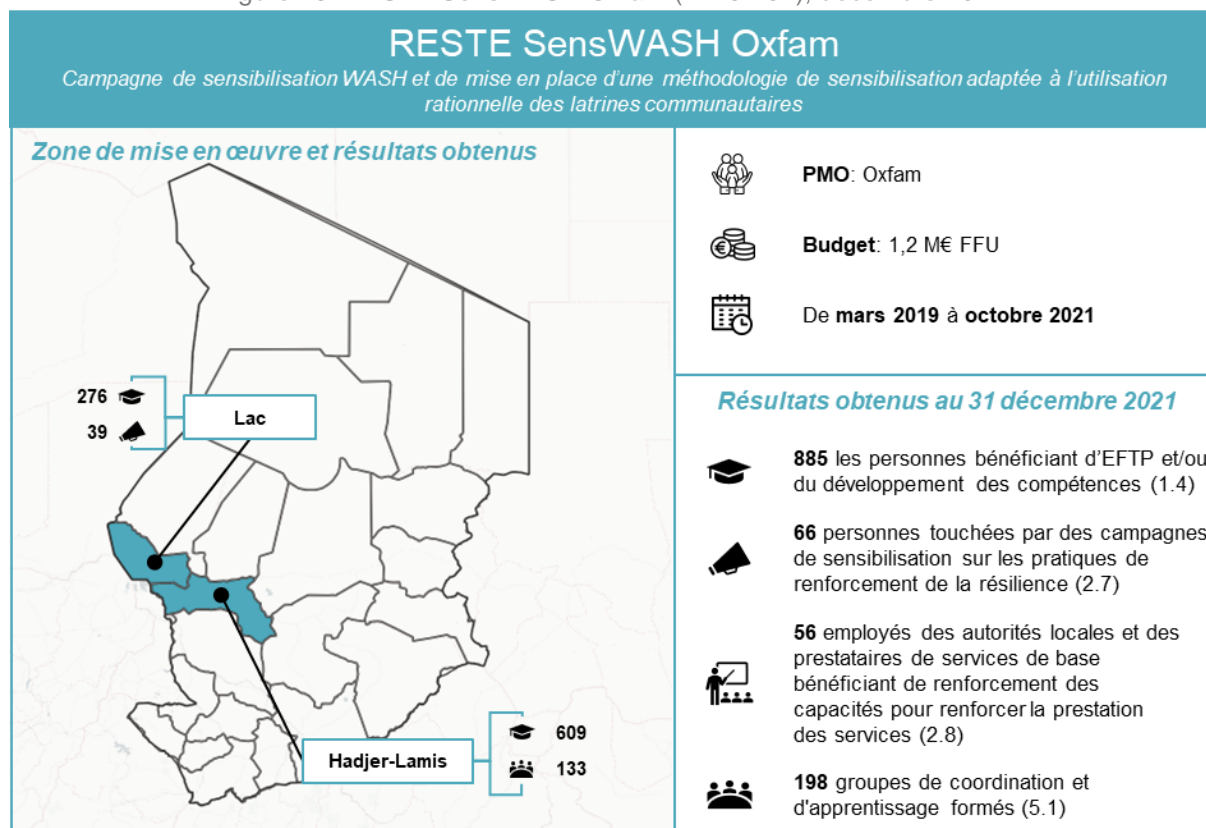 RESTE SensWASH Oxfam
Campagne de sensibilisation WASH et de mise en place d'une méthodologie de sensibilisation adaptée à l'utilisation
rationnelle des latrines communautaires
Zone de mise en œuvre et résultats obtenus
276
39
Lac
Hadjer-Lamis
609
133
PMO: Oxfam
Budget: 1,2 M€ FFU
De mars 2019 à octobre 2021
Résultats obtenus au 31 décembre 2021
885 les personnes bénéficiant d'EFTP et/ou
du développement des compétences (1.4)
66 personnes touchées par des campagnes
de sensibilisation sur les pratiques de
renforcement de la résilience (2.7)
56 employés des autorités locales et des
prestataires de services de base
bénéficiant de renforcement des
capacités pour renforcer la prestation
des services (2.8)
198 groupes de coordination et
d'apprentissage formés (5.1)